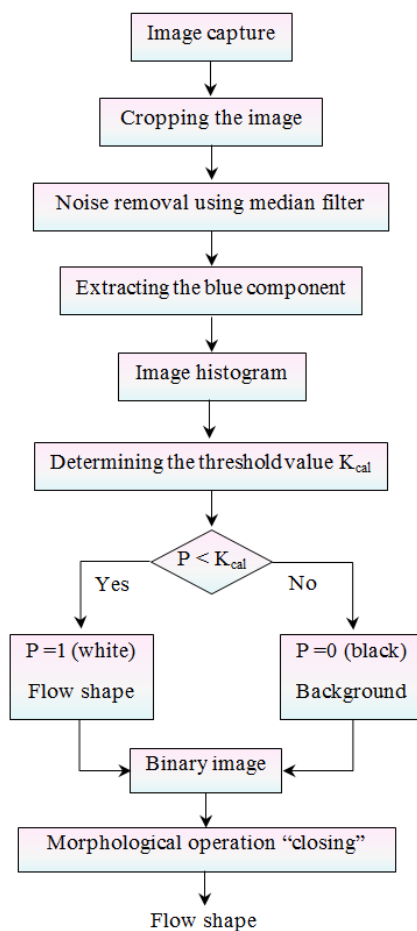 Image capture
Cropping the image
Noise removal using median filter
Extracting the blue component
Image histogram
Determining the threshold value Kcal
P < Kcal
Yes
No
P =1 (white)
Flow shape
P=0 (black)
Background
Binary image
Morphological operation “closing”
Flow shape